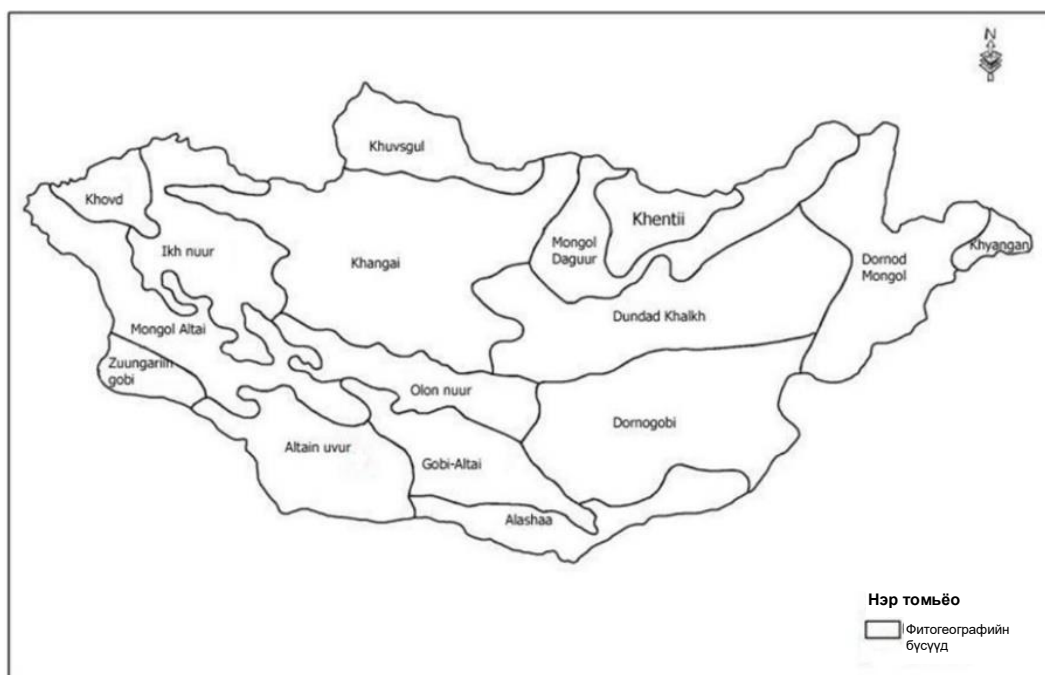 N
Khuvsgul
Khovd
Khentii
Ikh nuur
Mongol
Daguur
Khyangan
Khangai
Dornod
Mongol
Dundad Khalkh
Mongol Altai
Zuungariin
gobi
Olon nuur
Dornogobi
Altain uvur
Gobi-Altai
Alashaa
Нэр томьёо
Фитогеографийн
бүсүүд